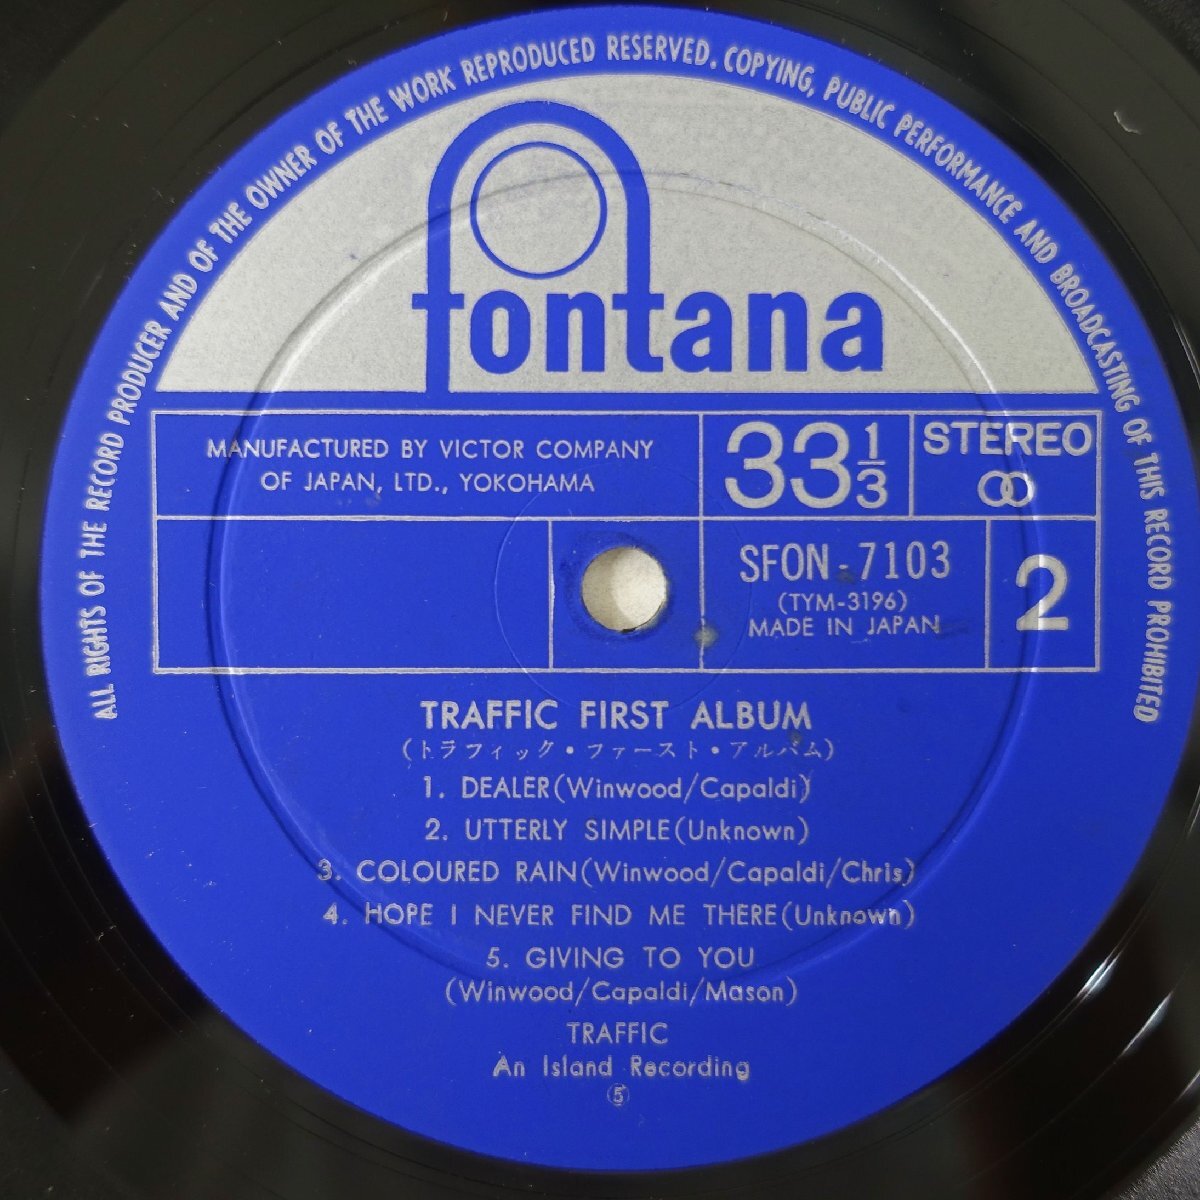 ALL RIGHTS OF THE RECORD PRODUCER AND OF THE OWNER OF THE WORK REPRODUCED RESERVED. COPYING, PUBLIC PERFORMANCE AND BROADCASTING OF THIS RECORD PROHIBITED
fontana
MANUFACTURED BY VICTOR COMPANY
OF JAPAN, LTD., YOKOHAMA
33 1/3
STEREO
SFON-7103
(TYM-3196)
MADE IN JAPAN
2
TRAFFIC FIRST ALBUM
(トラフィック・ファースト・アルバム)
1. DEALER(Winwood/Capaldi)
2. UTTERLY SIMPLE(Unknown)
3. COLOURED RAIN(Winwood/Capaldi/Chris)
4. HOPE I NEVER FIND ME THERE(Unknown)
5. GIVING TO YOU
(Winwood/Capaldi/Mason)
TRAFFIC
An Island Recording
⑤